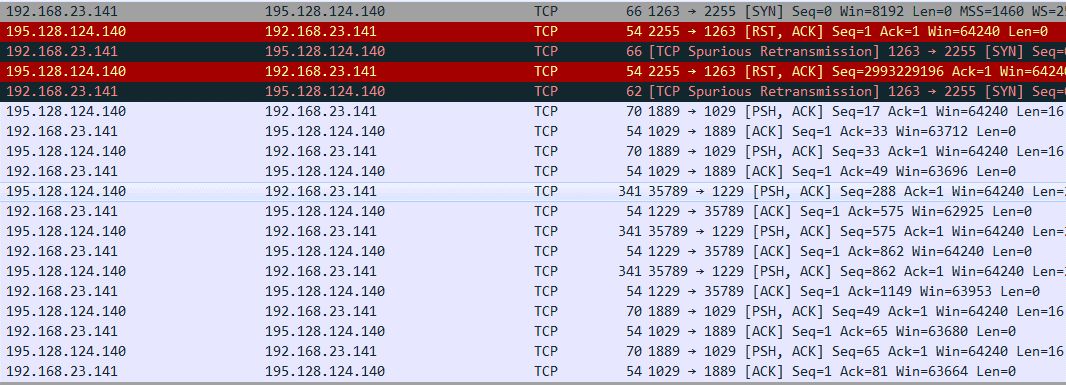 192.168.23.141 195.128.124.140 TCP 66 1263 → 2255 [SYN] Seq=0 Win=8192 Len=0 MSS=1460
195.128.124.140 192.168.23.141 TCP 54 2255 → 1263 [RST, ACK] Seq=1 Ack=1 Win=64240 Len=0
192.168.23.141 195.128.124.140 TCP 66 [TCP Spurious Retransmission] 1263 → 2255 [SYN]
195.128.124.140 192.168.23.141 TCP 54 2255 → 1263 [RST, ACK] Seq=2993229196 Ack=1
192.168.23.141 195.128.124.140 TCP 62 [TCP Spurious Retransmission] 1263 → 2255 [SYN]
195.128.124.140 192.168.23.141 TCP 70 1889 → 1029 [PSH, ACK] Seq=17 Ack=1 Win=64240 Len=16
192.168.23.141 195.128.124.140 TCP 54 1029 → 1889 [ACK] Seq=1 Ack=33 Win=63712 Len=0
195.128.124.140 192.168.23.141 TCP 70 1889 → 1029 [PSH, ACK] Seq=33 Ack=1 Win=64240 Len=16
192.168.23.141 195.128.124.140 TCP 54 1029 → 1889 [ACK] Seq=1 Ack=49 Win=63696 Len=0
195.128.124.140 192.168.23.141 TCP 341 35789 → 1229 [PSH, ACK] Seq=288 Ack=1 Win=64240
192.168.23.141 195.128.124.140 TCP 54 1229 → 35789 [ACK] Seq=1 Ack=575 Win=62925 Len=0
195.128.124.140 192.168.23.141 TCP 341 35789 → 1229 [PSH, ACK] Seq=575 Ack=1 Win=64240
192.168.23.141 195.128.124.140 TCP 54 1229 → 35789 [ACK] Seq=1 Ack=862 Win=64240 Len=0
195.128.124.140 192.168.23.141 TCP 341 35789 → 1229 [PSH, ACK] Seq=862 Ack=1 Win=64240
192.168.23.141 195.128.124.140 TCP 54 1229 → 35789 [ACK] Seq=1 Ack=1149 Win=63953 Len=0
195.128.124.140 192.168.23.141 TCP 70 1889 → 1029 [PSH, ACK] Seq=49 Ack=1 Win=64240 Len=16
192.168.23.141 195.128.124.140 TCP 54 1029 → 1889 [ACK] Seq=1 Ack=65 Win=63680 Len=0
195.128.124.140 192.168.23.141 TCP 70 1889 → 1029 [PSH, ACK] Seq=65 Ack=1 Win=64240 Len=16
192.168.23.141 195.128.124.140 TCP 54 1029 → 1889 [ACK] Seq=1 Ack=81 Win=63664 Len=0